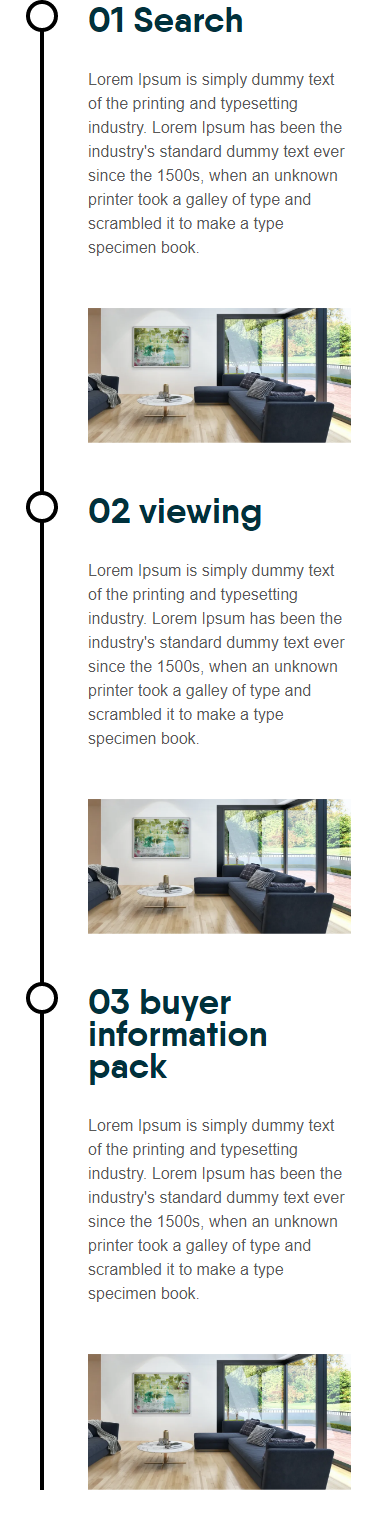 01 Search
Lorem Ipsum is simply dummy text
of the printing and typesetting
industry. Lorem Ipsum has been the
industry's standard dummy text ever
since the 1500s, when an unknown
printer took a galley of type and
scrambled it to make a type
specimen book.
02 viewing
Lorem Ipsum is simply dummy text
of the printing and typesetting
industry. Lorem Ipsum has been the
industry's standard dummy text ever
since the 1500s, when an unknown
printer took a galley of type and
scrambled it to make a type
specimen book.
03 buyer
information
pack
Lorem Ipsum is simply dummy text
of the printing and typesetting
industry. Lorem Ipsum has been the
industry's standard dummy text ever
since the 1500s, when an unknown
printer took a galley of type and
scrambled it to make a type
specimen book.